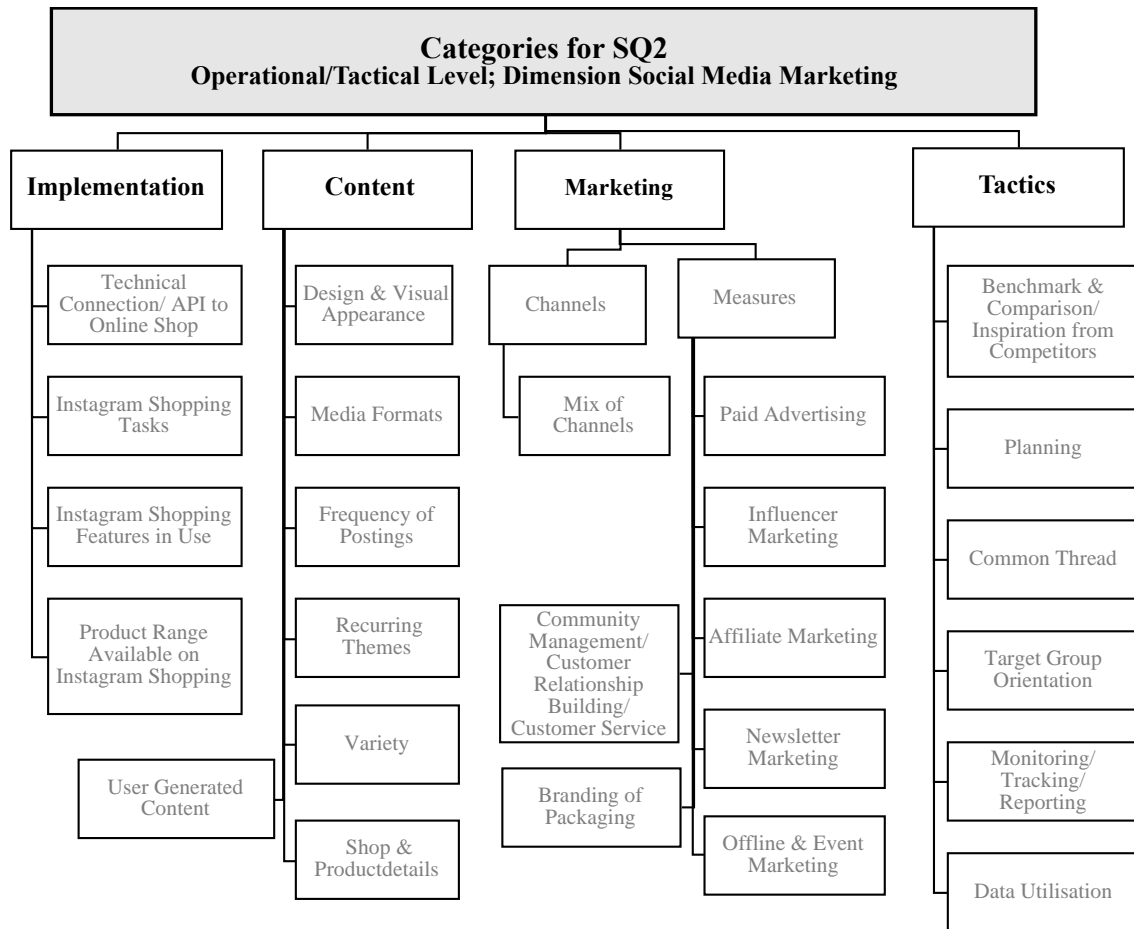 Categories for SQ2
Operational/Tactical Level; Dimension Social Media Marketing
Implementation
Technical
Connection/ API to
Online Shop
Instagram Shopping
Tasks
Instagram Shopping
Features in Use
Product Range
Available on
Instagram Shopping
Content
Design & Visual
Appearance
Media Formats
Frequency of
Postings
Recurring
Themes
Variety
User Generated
Content
Shop &
Productdetails
Marketing
Channels
Mix of
Channels
Measures
Paid Advertising
Influencer
Marketing
Community
Management/
Customer
Relationship
Building/
Customer Service
Affiliate Marketing
Newsletter
Marketing
Branding of
Packaging
Offline & Event
Marketing
Tactics
Benchmark &
Comparison/
Inspiration from
Competitors
Planning
Common Thread
Target Group
Orientation
Monitoring/
Tracking/
Reporting
Data Utilisation